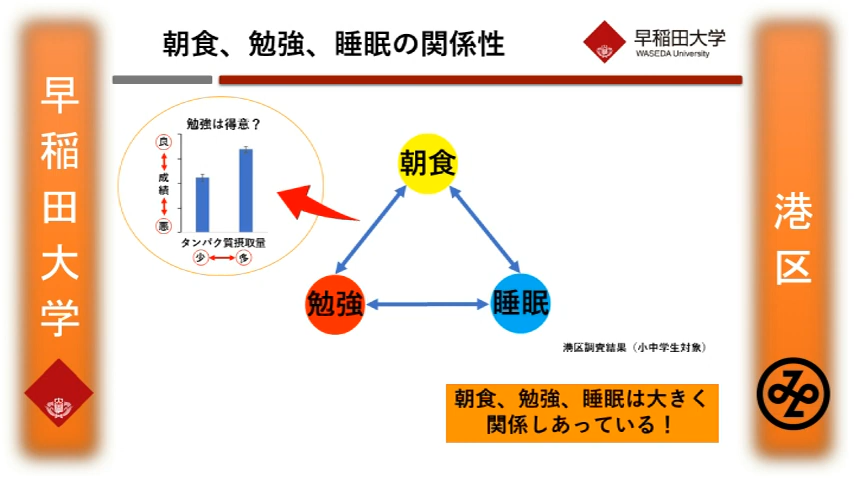 朝食、勉強、睡眠の関係性
早稲田大学
WASEDA University
早稲田大学
勉強は得意？
良
成績
悪
タンパク質摂取量
少
多
朝食
勉強
睡眠
港区調査結果（小中学生対象）
朝食、勉強、睡眠は大きく
関係しあっている！
港区